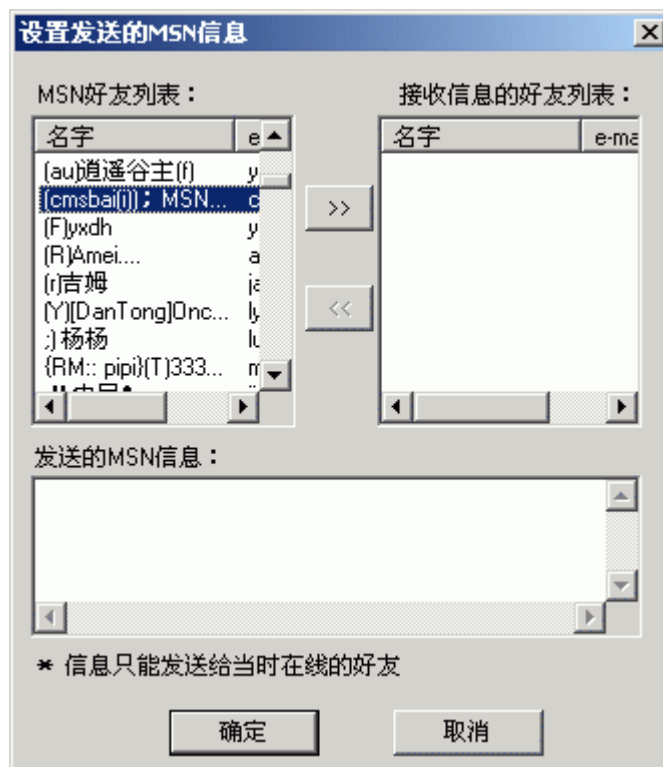 设置发送的MSN信息
MSN好友列表：
接收信息的好友列表：
名字 e
名字 e-ma
(au)逍遥谷主(f) y
(cmsbai(i)); MSN... c
>>
(F)yxdh y
(R)Amei.... a
(r)吉姆 ja
(Y)[DanTong]Onc... ly
<<
;) 杨杨 lu
{RM:: pipi}(T)333... m
发送的MSN信息：
* 信息只能发送给当时在线的好友
确定
取消